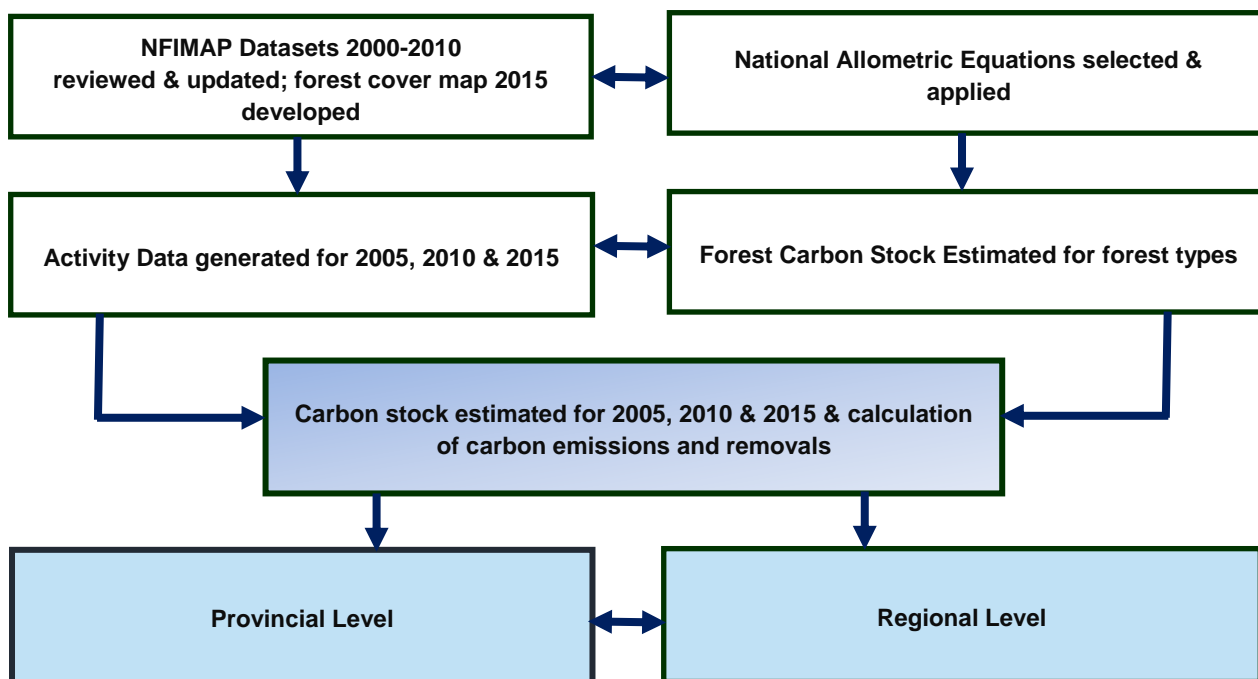 NFIMAP Datasets 2000-2010
reviewed & updated; forest cover map 2015
developed
National Allometric Equations selected &
applied
Activity Data generated for 2005, 2010 & 2015
Forest Carbon Stock Estimated for forest types
Carbon stock estimated for 2005, 2010 & 2015 & calculation
of carbon emissions and removals
Provincial Level
Regional Level